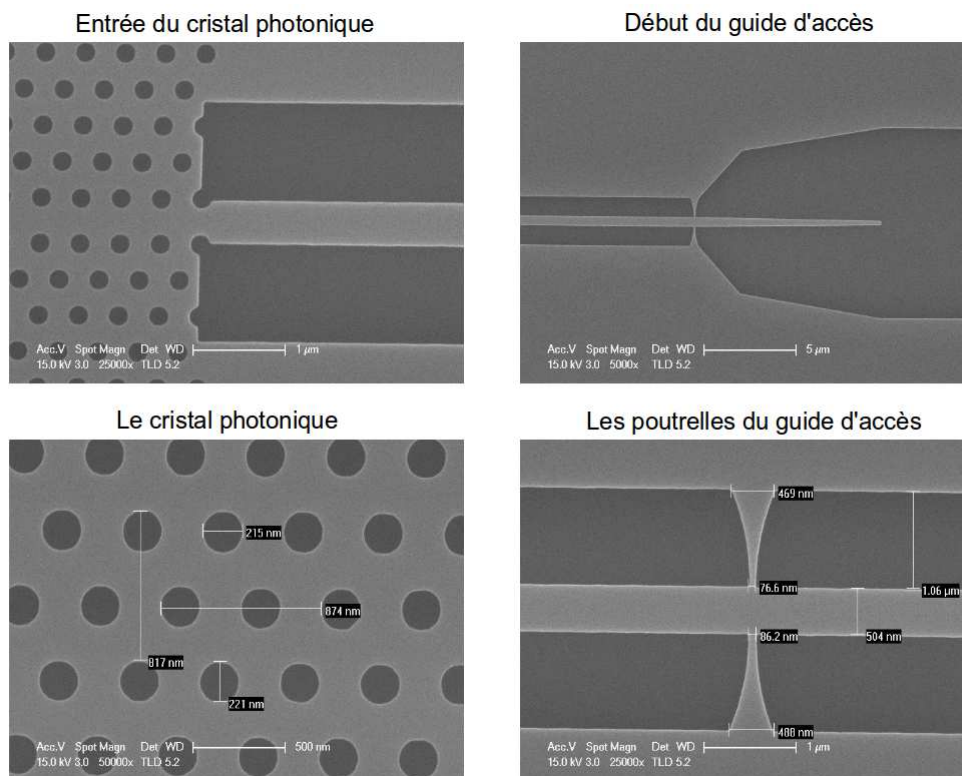 Entrée du cristal photonique
Début du guide d'accès
Acc.V Spot Magn Det WD 1 µm
15.0 kV 3.0 25000x TLD 5.2
Acc.V Spot Magn Det WD 5 µm
15.0 kV 3.0 5000x TLD 5.2
Le cristal photonique
Les poutrelles du guide d'accès
215 nm
874 nm
817 nm
221 nm
Acc.V Spot Magn Det WD 500 nm
15.0 kV 3.0 50000x TLD 5.2
469 nm
76.6 nm
1.06 µm
86.2 nm
504 nm
488 nm
Acc.V Spot Magn Det WD 1 µm
15.0 kV 3.0 25000x TLD 5.2